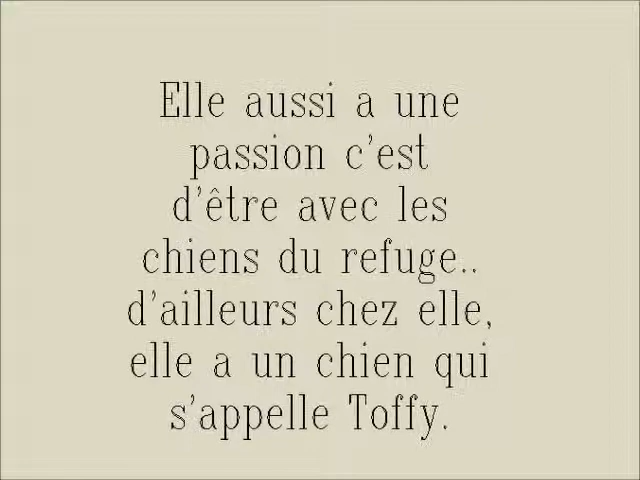 Elle aussi a une
passion c'est
d'être avec les
chiens du refuge..
d'ailleurs chez elle,
elle a un chien qui
s'appelle Toffy.